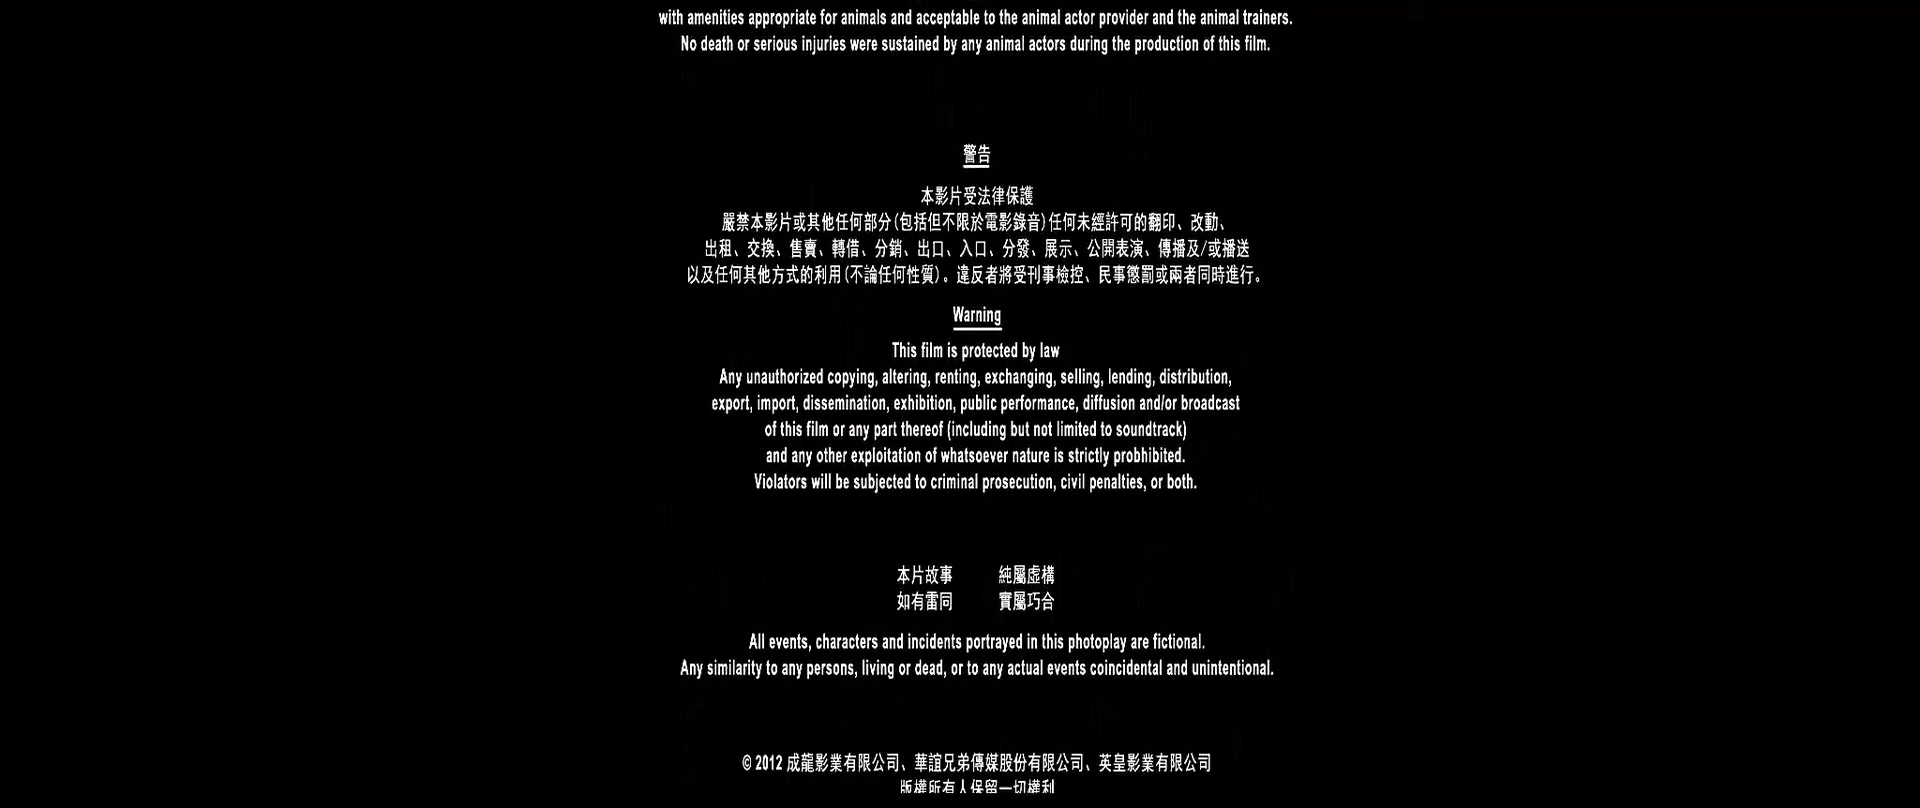 with amenities appropriate for animals and acceptable to the animal actor provider and the animal trainers.
No death or serious injuries were sustained by any animal actors during the production of this film.
警告
本影片受法律保護
嚴禁本影片或其他任何部分(包括但不限於電影錄音)任何未經許可的翻印、改動、
出租、交換、售賣、轉借、分銷、出口、入口、分發、展示、公開表演、傳播及/或播送
以及任何其他方式的利用(不論任何性質)。違反者將受刊事檢控、民事懲罰或兩者同時進行。
Warning
This film is protected by law
Any unauthorized copying, altering, renting, exchanging, selling, lending, distribution,
export, import, dissemination, exhibition, public performance, diffusion and/or broadcast
of this film or any part thereof (including but not limited to soundtrack)
and any other exploitation of whatsoever nature is strictly probhibited.
Violators will be subjected to criminal prosecution, civil penalties, or both.
本片故事 純屬虛構
如有雷同 實屬巧合
All events, characters and incidents portrayed in this photoplay are fictional.
Any similarity to any persons, living or dead, or to any actual events coincidental and unintentional.
© 2012 成龍影業有限公司、華誼兄弟傳媒股份有限公司、英皇影業有限公司
版權所有人保留一切權利